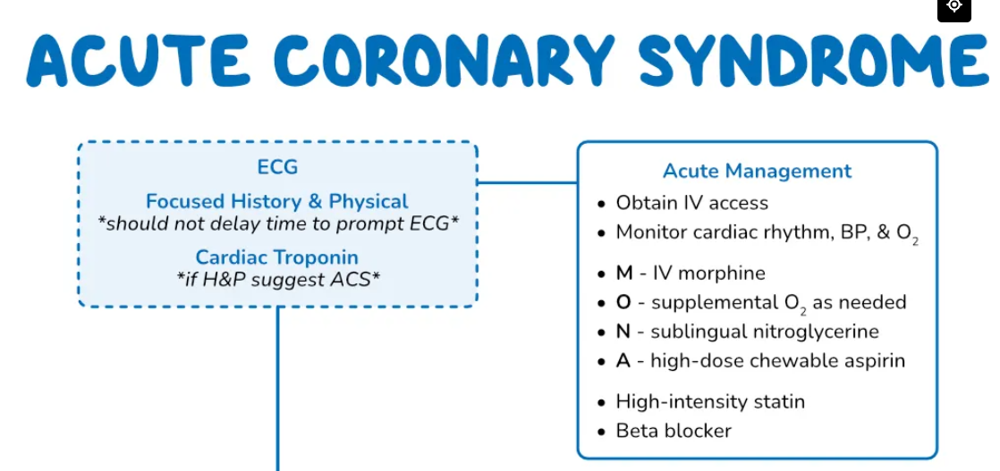 ACUTE CORONARY SYNDROME
ECG
Focused History & Physical
*should not delay time to prompt ECG*
Cardiac Troponin
*if H&P suggest ACS*
Acute Management
• Obtain IV access
• Monitor cardiac rhythm, BP, & O₂
• M - IV morphine
• O - supplemental O₂ as needed
• N - sublingual nitroglycerine
• A - high-dose chewable aspirin
• High-intensity statin
• Beta blocker